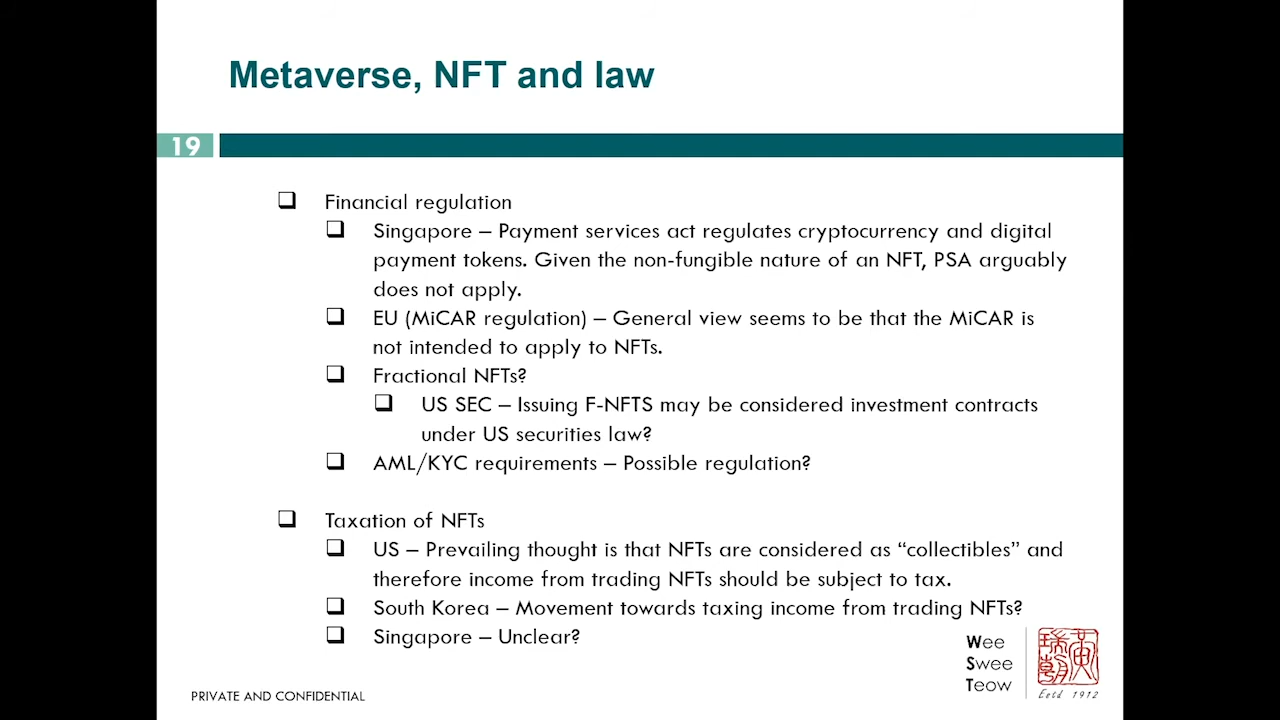 Metaverse, NFT and law
19
❑ Financial regulation
❑ Singapore – Payment services act regulates cryptocurrency and digital
payment tokens. Given the non-fungible nature of an NFT, PSA arguably
does not apply.
❑ EU (MiCAR regulation) – General view seems to be that the MiCAR is
not intended to apply to NFTs.
❑ Fractional NFTs?
❑ US SEC – Issuing F-NFTS may be considered investment contracts
under US securities law?
❑ AML/KYC requirements – Possible regulation?
❑ Taxation of NFTs
❑ US – Prevailing thought is that NFTs are considered as “collectibles” and
therefore income from trading NFTs should be subject to tax.
❑ South Korea – Movement towards taxing income from trading NFTs?
❑ Singapore – Unclear?
Wee
Swee
Teow
黃瑞朝
Estd 1912
PRIVATE AND CONFIDENTIAL